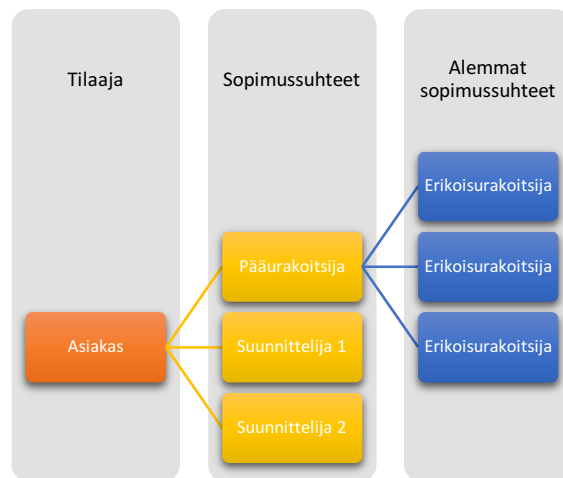 Tilaaja
Sopimussuhteet
Alemmat
sopimussuhteet
Asiakas
Pääurakoitsija
Suunnittelija 1
Suunnittelija 2
Erikoisurakoitsija
Erikoisurakoitsija
Erikoisurakoitsija